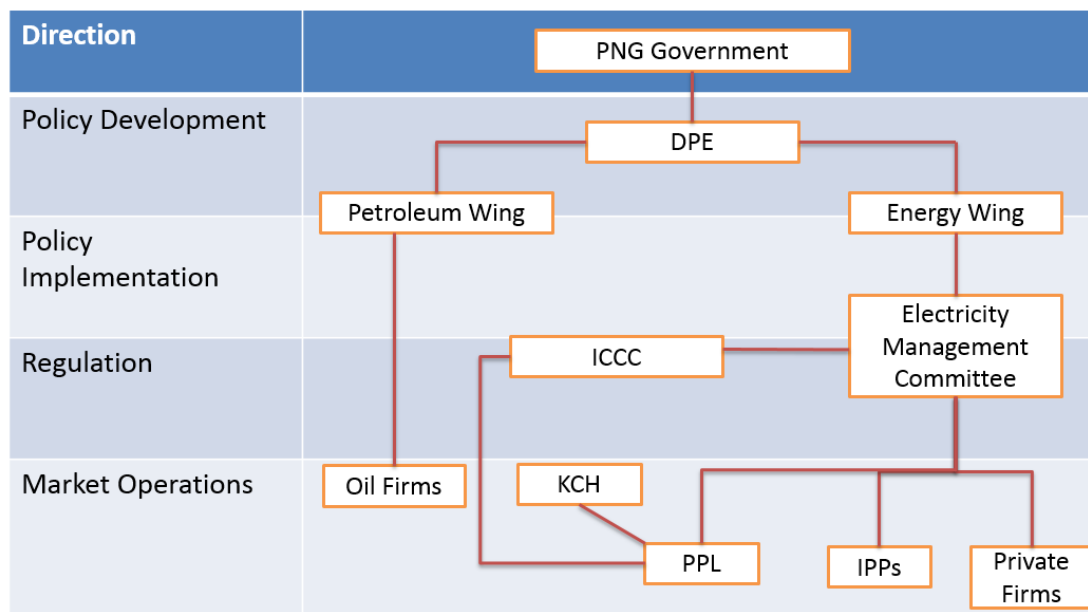 Direction
PNG Government
Policy Development
DPE
Petroleum Wing
Energy Wing
Policy
Implementation
Electricity
Management
Committee
Regulation
ICCC
Market Operations
Oil Firms
KCH
PPL
IPPs
Private
Firms